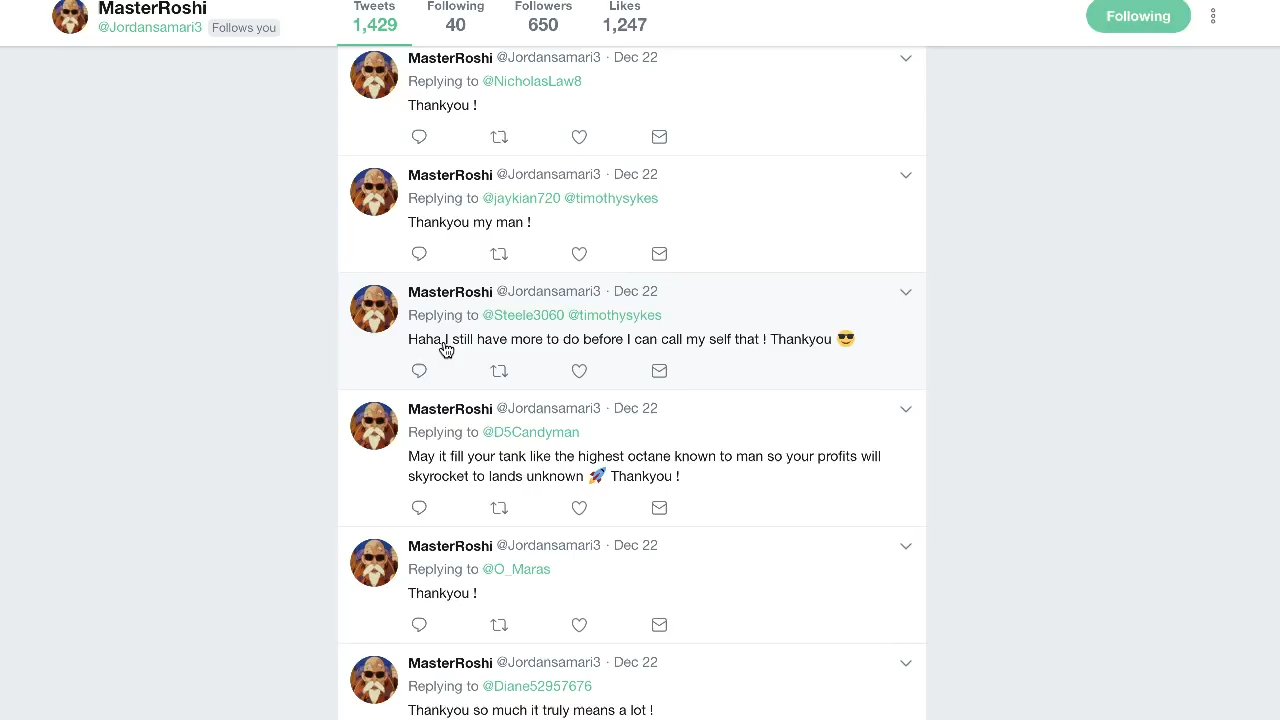 MasterRoshi
@Jordansamari3 Follows you
Tweets Following Followers Likes
1,429 40 650 1,247
Following
MasterRoshi @Jordansamari3 · Dec 22
Replying to @NicholasLaw8
Thankyou !
MasterRoshi @Jordansamari3 · Dec 22
Replying to @jaykian720 @timothysykes
Thankyou my man !
MasterRoshi @Jordansamari3 · Dec 22
Replying to @Steele3060 @timothysykes
Haha I still have more to do before I can call my self that ! Thankyou 😎
MasterRoshi @Jordansamari3 · Dec 22
Replying to @D5Candyman
May it fill your tank like the highest octane known to man so your profits will
skyrocket to lands unknown 🚀 Thankyou !
MasterRoshi @Jordansamari3 · Dec 22
Replying to @O_Maras
Thankyou !
MasterRoshi @Jordansamari3 · Dec 22
Replying to @Diane52957676
Thankyou so much it truly means a lot !